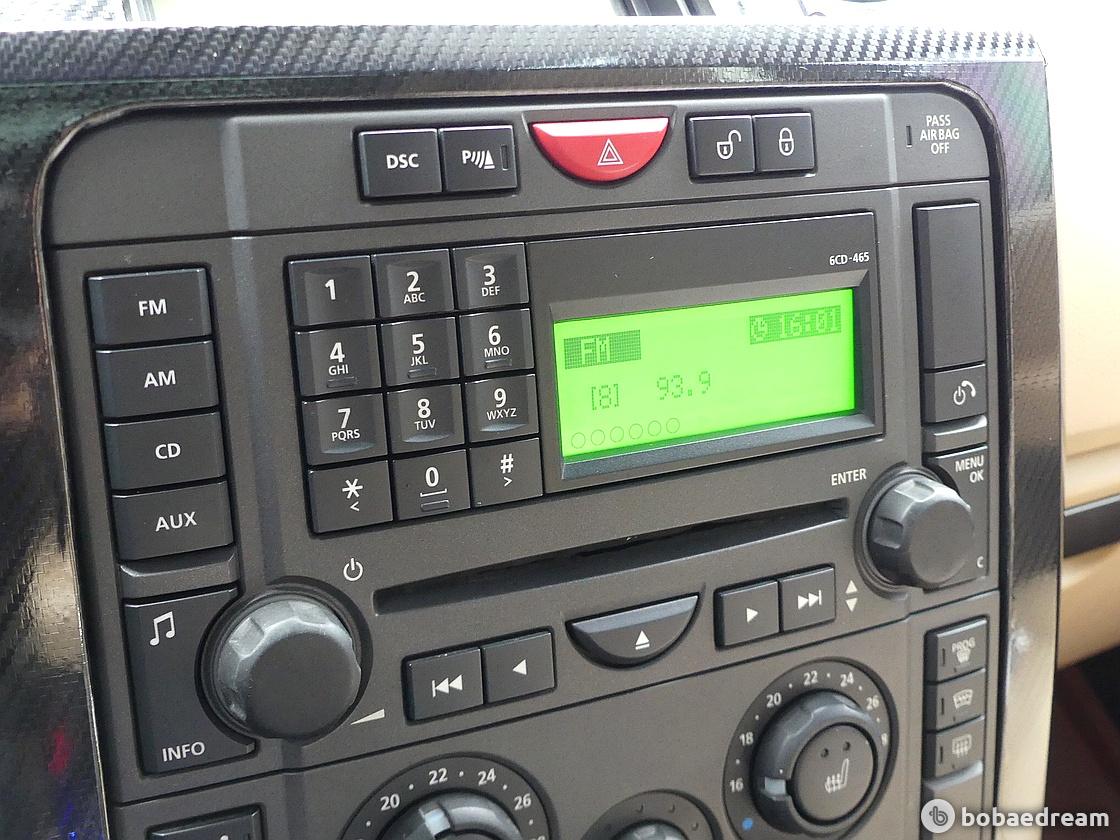 PASS
AIRBAG
OFF
DSC
P
6CD-465
FM
AM
CD
AUX
1
2
ABC
3
DEF
4
GHI
5
JKL
6
MNO
7
PQRS
8
TUV
9
WXYZ
*
<
0
#
>
FM
16:01
[8] 93.9
ENTER
MENU
OK
C
INFO
PROG
20 22 24 26
16 18 20 22 24 26
bobaedream